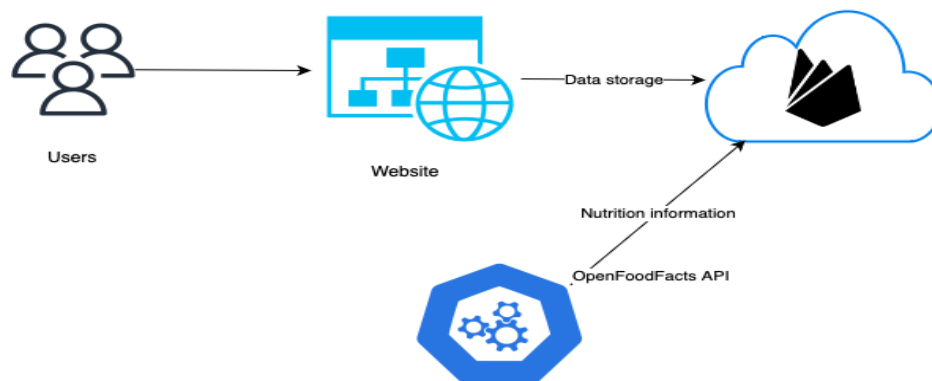 Users
Website
Data storage
Nutrition information
OpenFoodFacts API